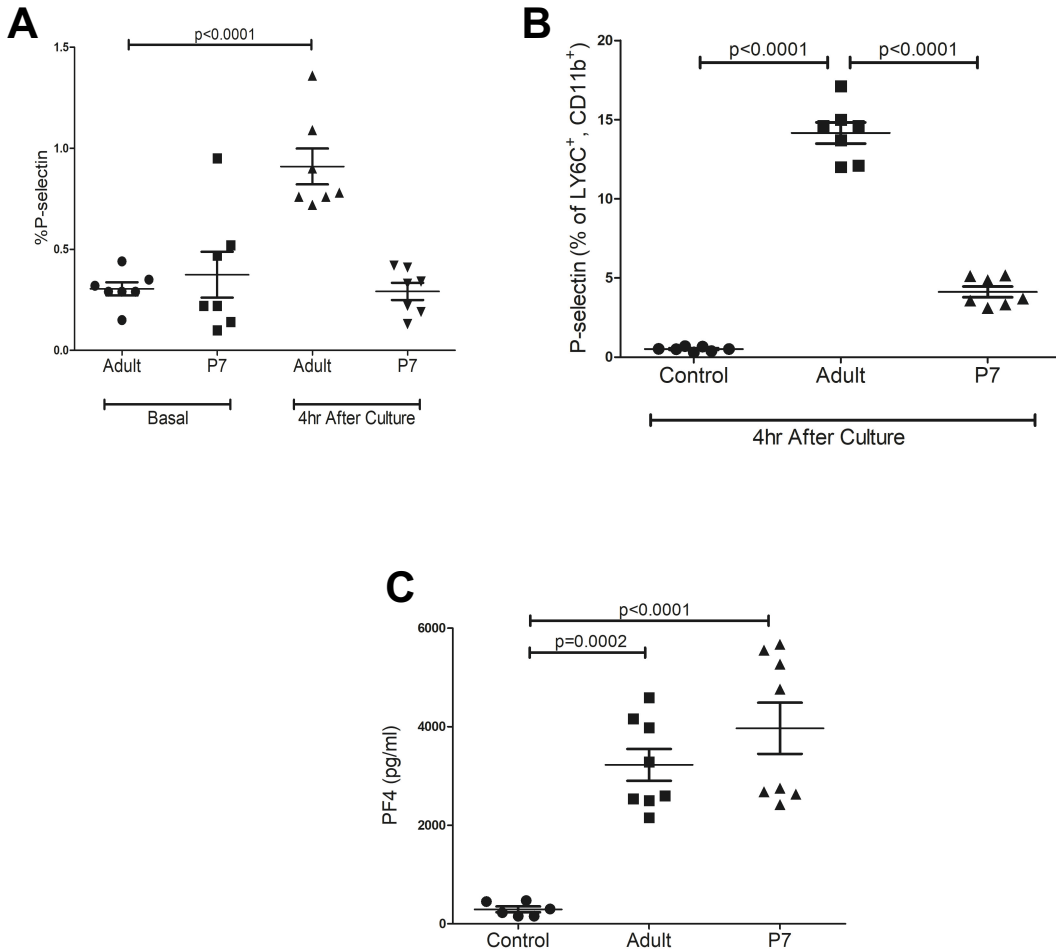 A
p<0.0001
1.5
1.0
0.5
0.0
%P-selectin
Adult P7 Adult P7
Basal 4hr After Culture
B
p<0.0001 p<0.0001
20
15
10
5
0
P-selectin (% of LY6C+, CD11b+)
Control Adult P7
4hr After Culture
C
p<0.0001
p=0.0002
6000
4000
2000
0
PF4 (pg/ml)
Control Adult P7